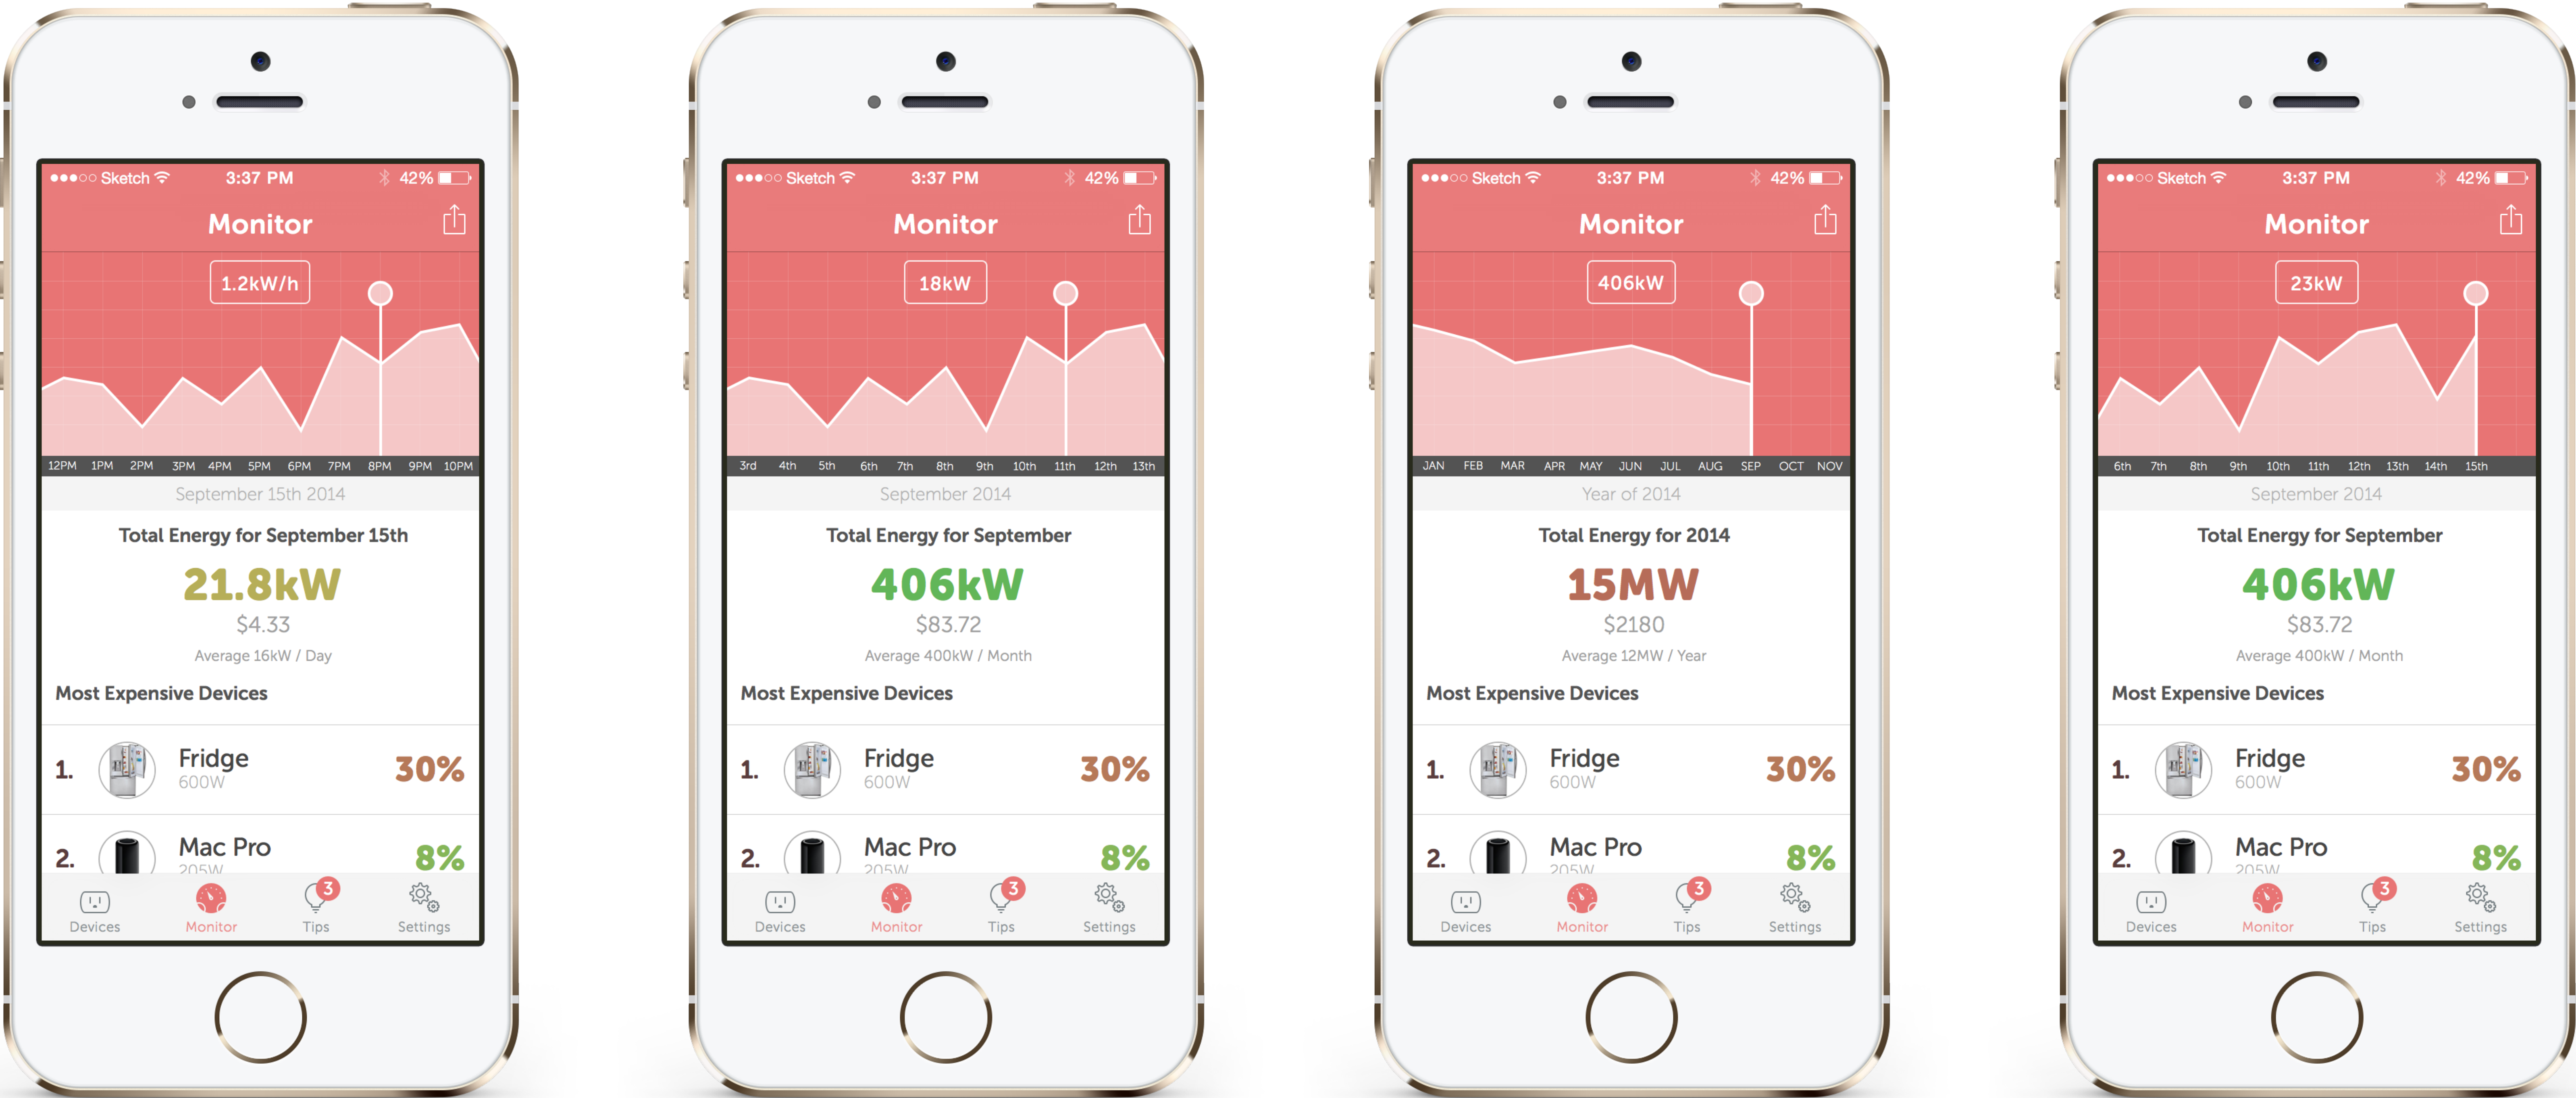 Sketch 3:37 PM 42%
Monitor
1.2kW/h
12PM 1PM 2PM 3PM 4PM 5PM 6PM 7PM 8PM 9PM 10PM
September 15th 2014
Total Energy for September 15th
21.8kW
$4.33
Average 16kW / Day
Most Expensive Devices
1. Fridge 30%
600W
2. Mac Pro 8%
205W
3
Devices Monitor Tips Settings
Sketch 3:37 PM 42%
Monitor
18kW
3rd 4th 5th 6th 7th 8th 9th 10th 11th 12th 13th
September 2014
Total Energy for September
406kW
$83.72
Average 400kW / Month
Most Expensive Devices
1. Fridge 30%
600W
2. Mac Pro 8%
205W
3
Devices Monitor Tips Settings
Sketch 3:37 PM 42%
Monitor
406kW
JAN FEB MAR APR MAY JUN JUL AUG SEP OCT NOV
Year of 2014
Total Energy for 2014
15MW
$2180
Average 12MW / Year
Most Expensive Devices
1. Fridge 30%
600W
2. Mac Pro 8%
205W
3
Devices Monitor Tips Settings
Sketch 3:37 PM 42%
Monitor
23kW
6th 7th 8th 9th 10th 11th 12th 13th 14th 15th
September 2014
Total Energy for September
406kW
$83.72
Average 400kW / Month
Most Expensive Devices
1. Fridge 30%
600W
2. Mac Pro 8%
205W
3
Devices Monitor Tips Settings